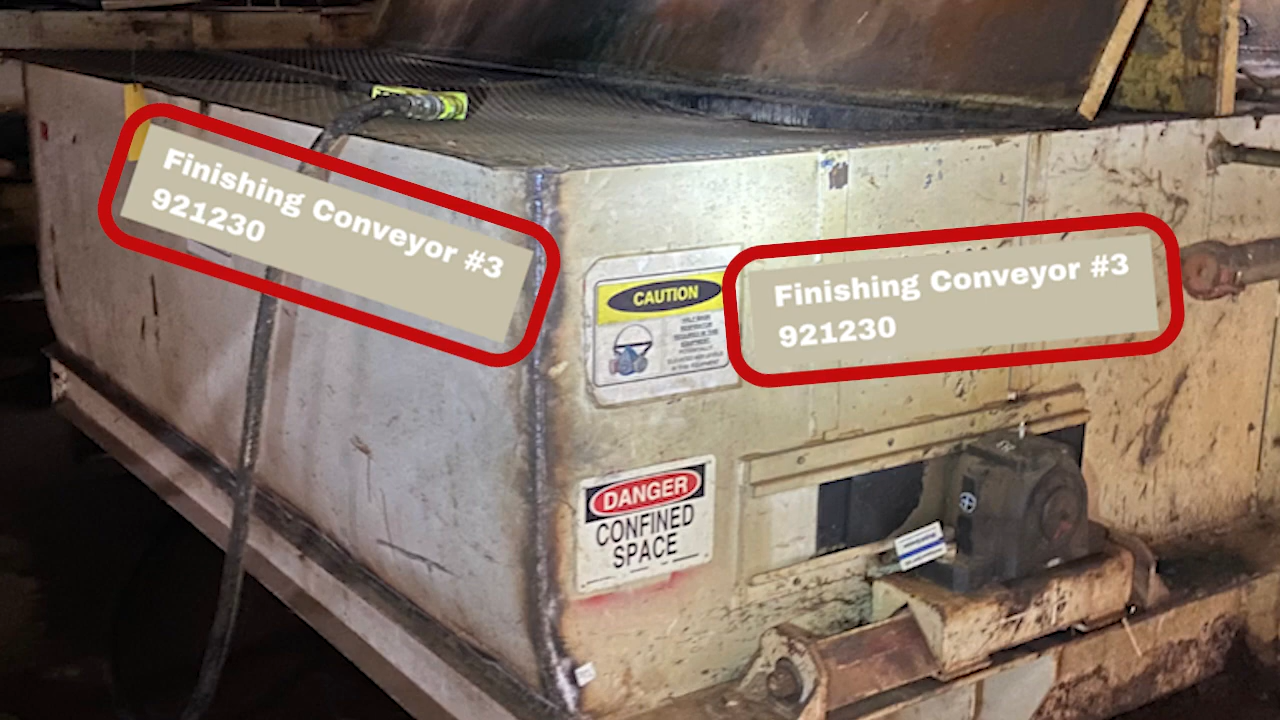 Finishing Conveyor #3
921230
Finishing Conveyor #3
921230
CAUTION
DANGER
CONFINED
SPACE